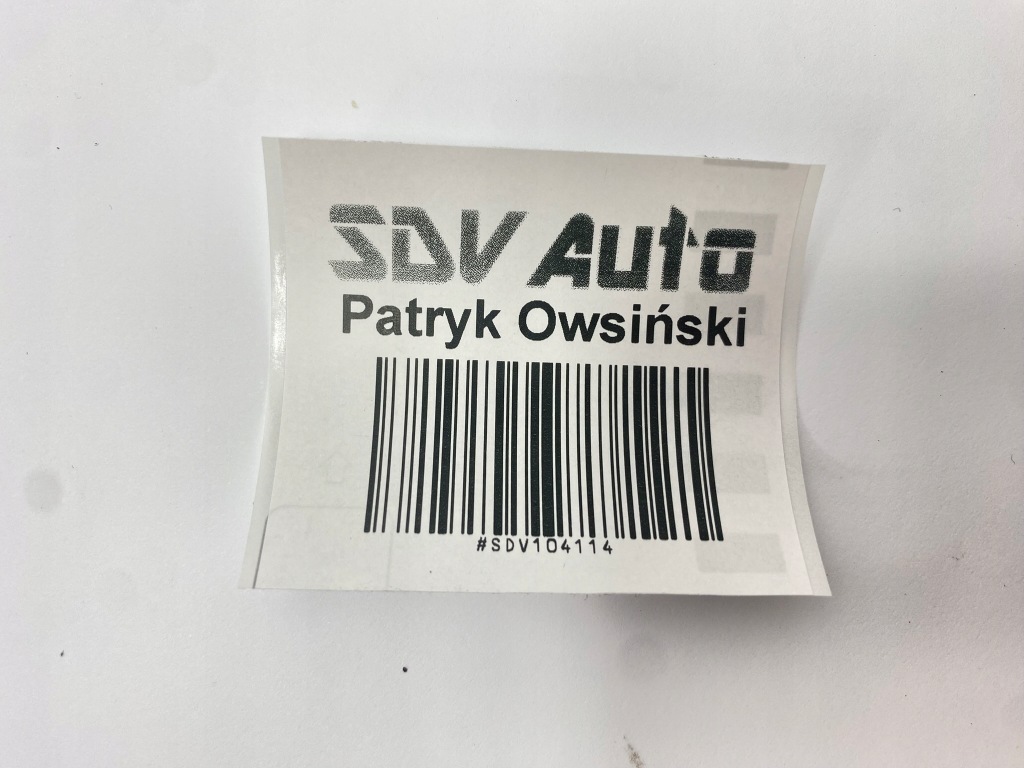 SDV Auto
Patryk Owsiński
#SDV104114